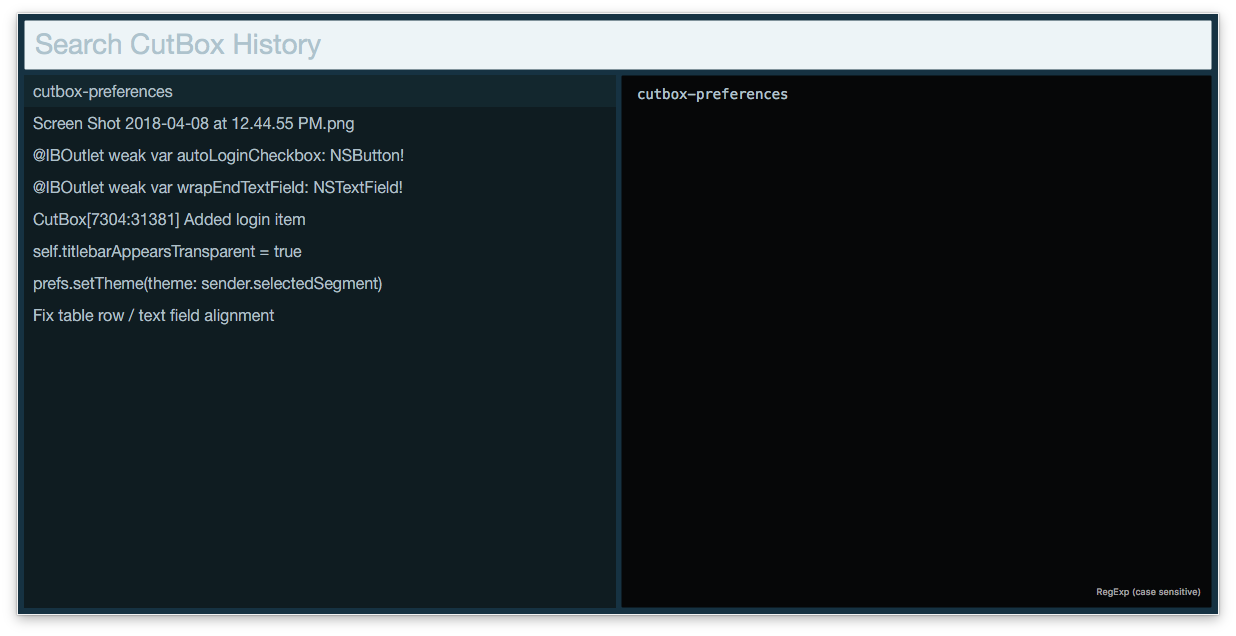 Search CutBox History
cutbox-preferences
Screen Shot 2018-04-08 at 12.44.55 PM.png
@IBOutlet weak var autoLoginCheckbox: NSButton!
@IBOutlet weak var wrapEndTextField: NSTextField!
CutBox[7304:31381] Added login item
self.titlebarAppearsTransparent = true
prefs.setTheme(theme: sender.selectedSegment)
Fix table row / text field alignment
cutbox-preferences
RegExp (case sensitive)